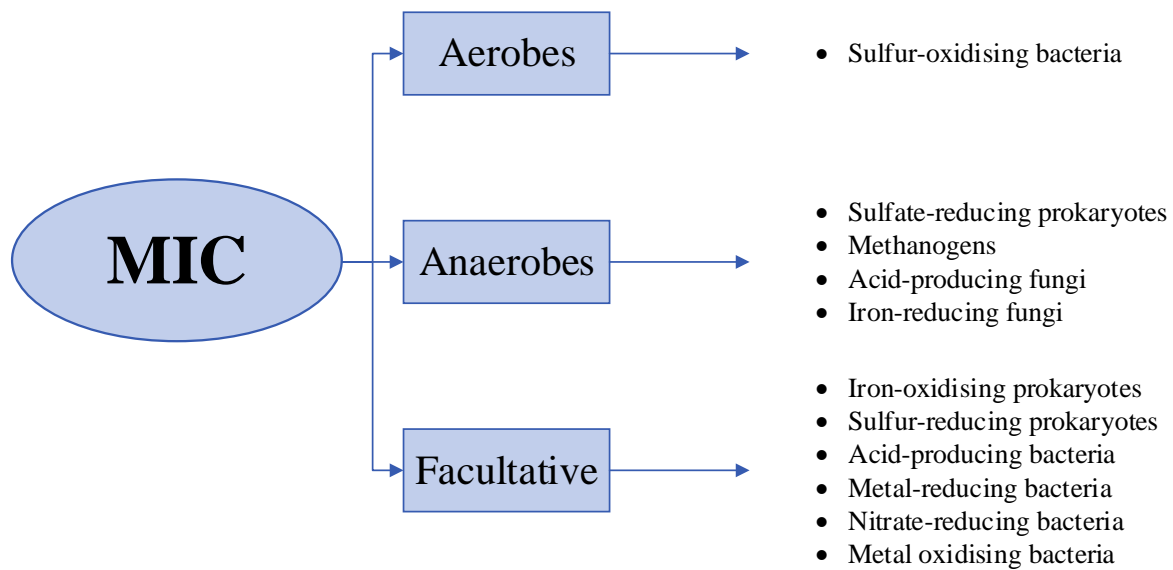 MIC
Aerobes
• Sulfur-oxidising bacteria
Anaerobes
• Sulfate-reducing prokaryotes
• Methanogens
• Acid-producing fungi
• Iron-reducing fungi
Facultative
• Iron-oxidising prokaryotes
• Sulfur-reducing prokaryotes
• Acid-producing bacteria
• Metal-reducing bacteria
• Nitrate-reducing bacteria
• Metal oxidising bacteria